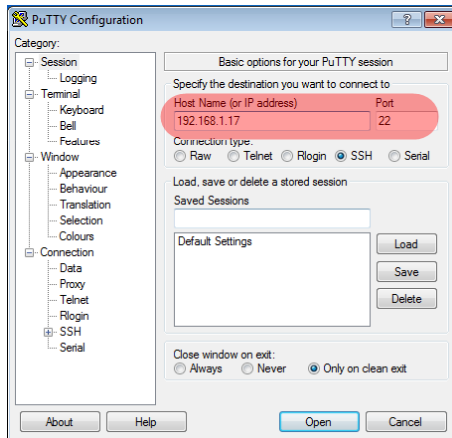 PuTTY Configuration
Category:
Session
Logging
Terminal
Keyboard
Bell
Features
Window
Appearance
Behaviour
Translation
Selection
Colours
Connection
Data
Proxy
Telnet
Rlogin
SSH
Serial
Basic options for your PuTTY session
Specify the destination you want to connect to
Host Name (or IP address) Port
192.168.1.17 22
Connection type:
Raw Telnet Rlogin SSH Serial
Load, save or delete a stored session
Saved Sessions
Default Settings
Load
Save
Delete
Close window on exit:
Always Never Only on clean exit
About Help Open Cancel